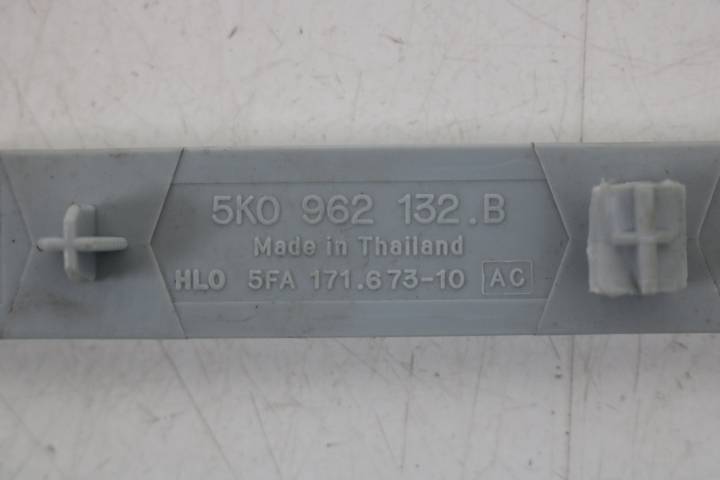 5K0 962 132.B
Made in Thailand
HLO 5FA 171.673-10 AC